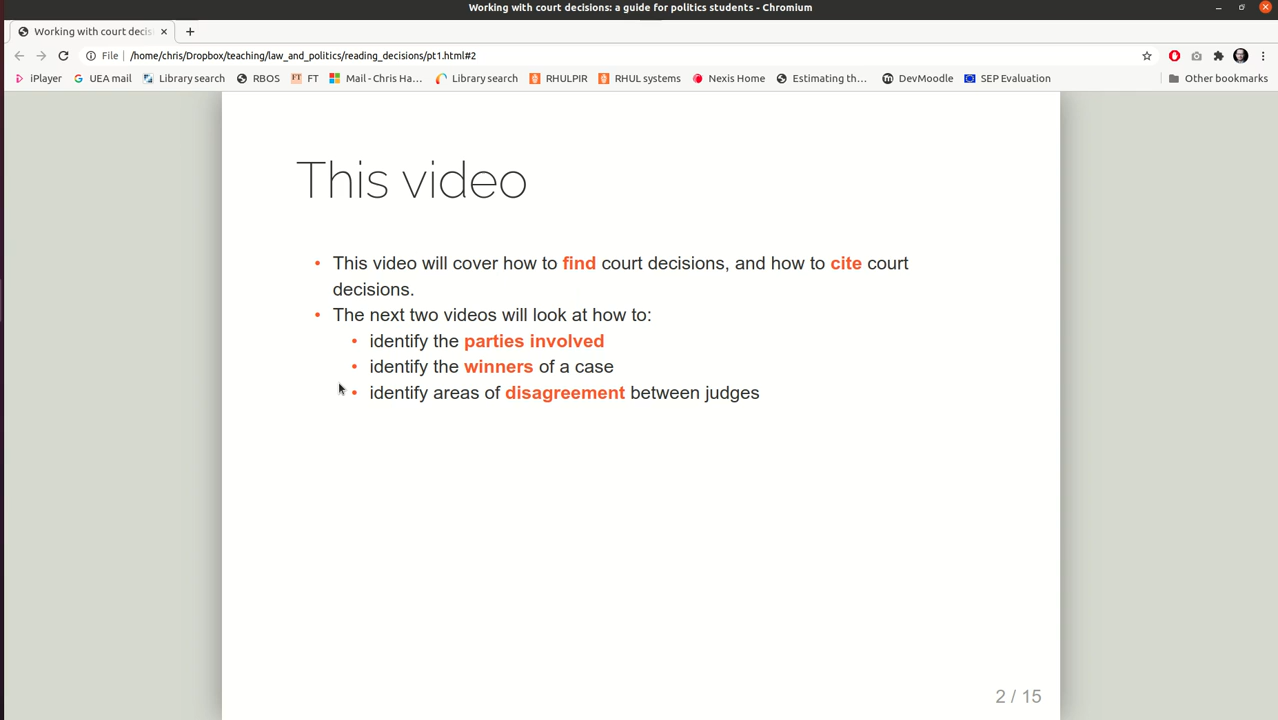 Working with court decisions: a guide for politics students - Chromium
Working with court decis
File /home/chris/Dropbox/teaching/law_and_politics/reading_decisions/pt1.html#2
iPlayer UEA mail Library search RBOS FT FT Mail - Chris Ha... Library search RHULPIR RHUL systems Nexis Home Estimating th... m DevMoodle SEP Evaluation Other bookmarks
This video
• This video will cover how to find court decisions, and how to cite court
decisions.
• The next two videos will look at how to:
• identify the parties involved
• identify the winners of a case
• identify areas of disagreement between judges
2 / 15